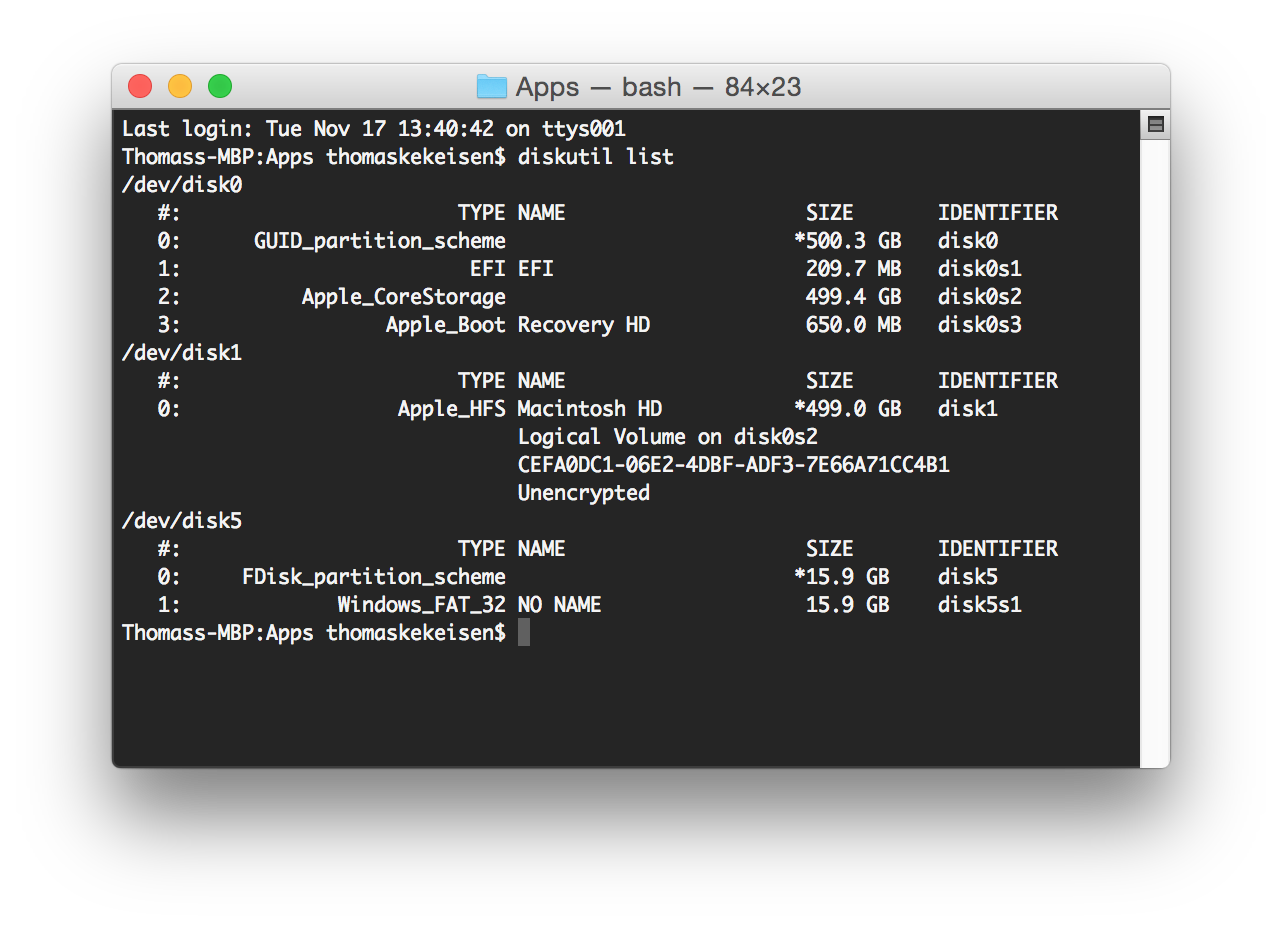 Apps — bash — 84×23
Last login: Tue Nov 17 13:40:42 on ttys001
Thomass-MBP:Apps thomaskekeisen$ diskutil list
/dev/disk0
   #:                       TYPE NAME                    SIZE       IDENTIFIER
   0:      GUID_partition_scheme                        *500.3 GB   disk0
   1:                        EFI EFI                     209.7 MB   disk0s1
   2:          Apple_CoreStorage                         499.4 GB   disk0s2
   3:                 Apple_Boot Recovery HD             650.0 MB   disk0s3
/dev/disk1
   #:                       TYPE NAME                    SIZE       IDENTIFIER
   0:                  Apple_HFS Macintosh HD           *499.0 GB   disk1
                                 Logical Volume on disk0s2
                                 CEFA0DC1-06E2-4DBF-ADF3-7E66A71CC4B1
                                 Unencrypted
/dev/disk5
   #:                       TYPE NAME                    SIZE       IDENTIFIER
   0:     FDisk_partition_scheme                        *15.9 GB    disk5
   1:             Windows_FAT_32 NO NAME                 15.9 GB    disk5s1
Thomass-MBP:Apps thomaskekeisen$